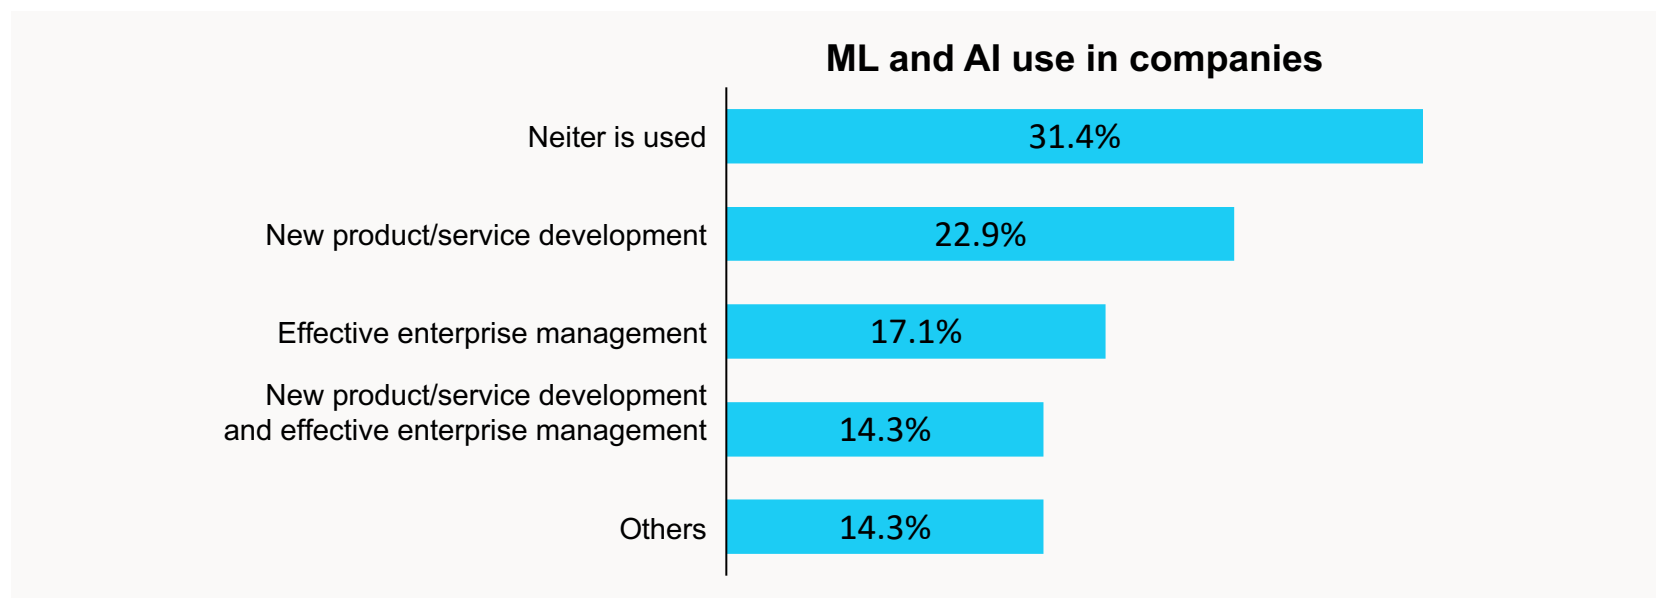 ML and AI use in companies
Neiter is used
31.4%
New product/service development
22.9%
Effective enterprise management
17.1%
New product/service development
and effective enterprise management
14.3%
Others
14.3%